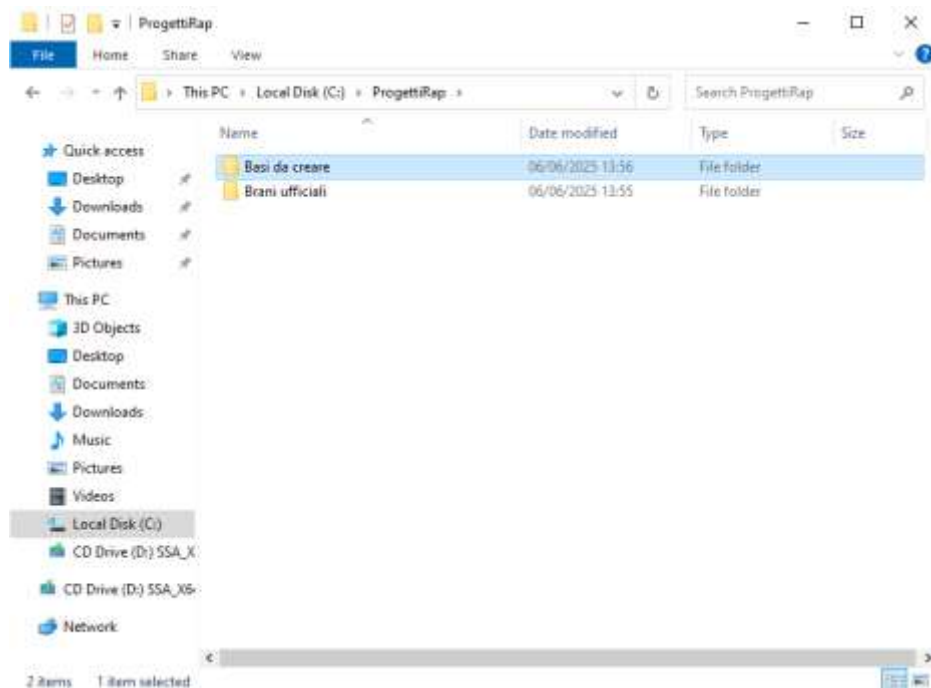 ProgettiRap
File Home Share View
This PC Local Disk (C:) ProgettiRap Search ProgettiRap
Name Date modified Type Size
Quick access
Desktop
Downloads
Documents
Pictures
This PC
3D Objects
Desktop
Documents
Downloads
Music
Pictures
Videos
Local Disk (C:)
CD Drive (D:) SSA_X
CD Drive (D:) SSA_X6
Network
Basi da creare 06/06/2025 13:56 File folder
Brani ufficiali 06/06/2025 13:55 File folder
2 items 1 item selected